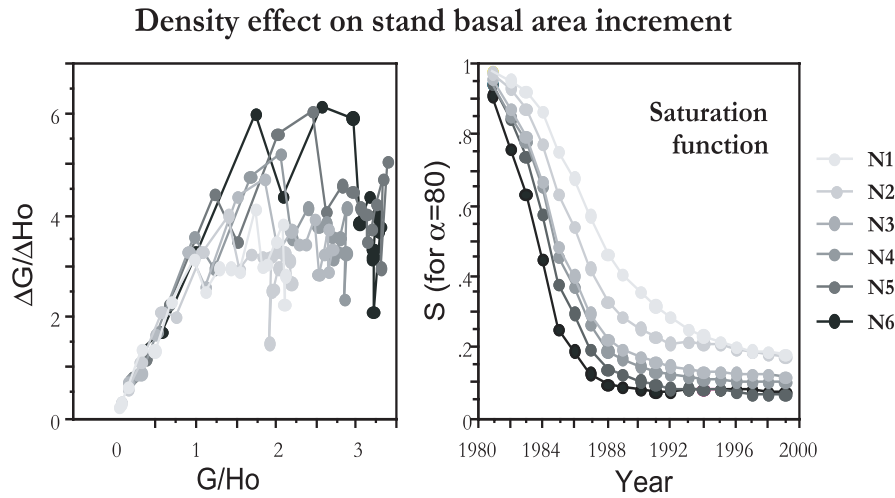 Density effect on stand basal area increment
ΔG/ΔHo
6
4
2
0
0 1 2 3
G/Ho
S (for α=80)
1
.8
.6
.4
.2
0
Saturation
function
1980 1984 1988 1992 1996 2000
Year
N1
N2
N3
N4
N5
N6